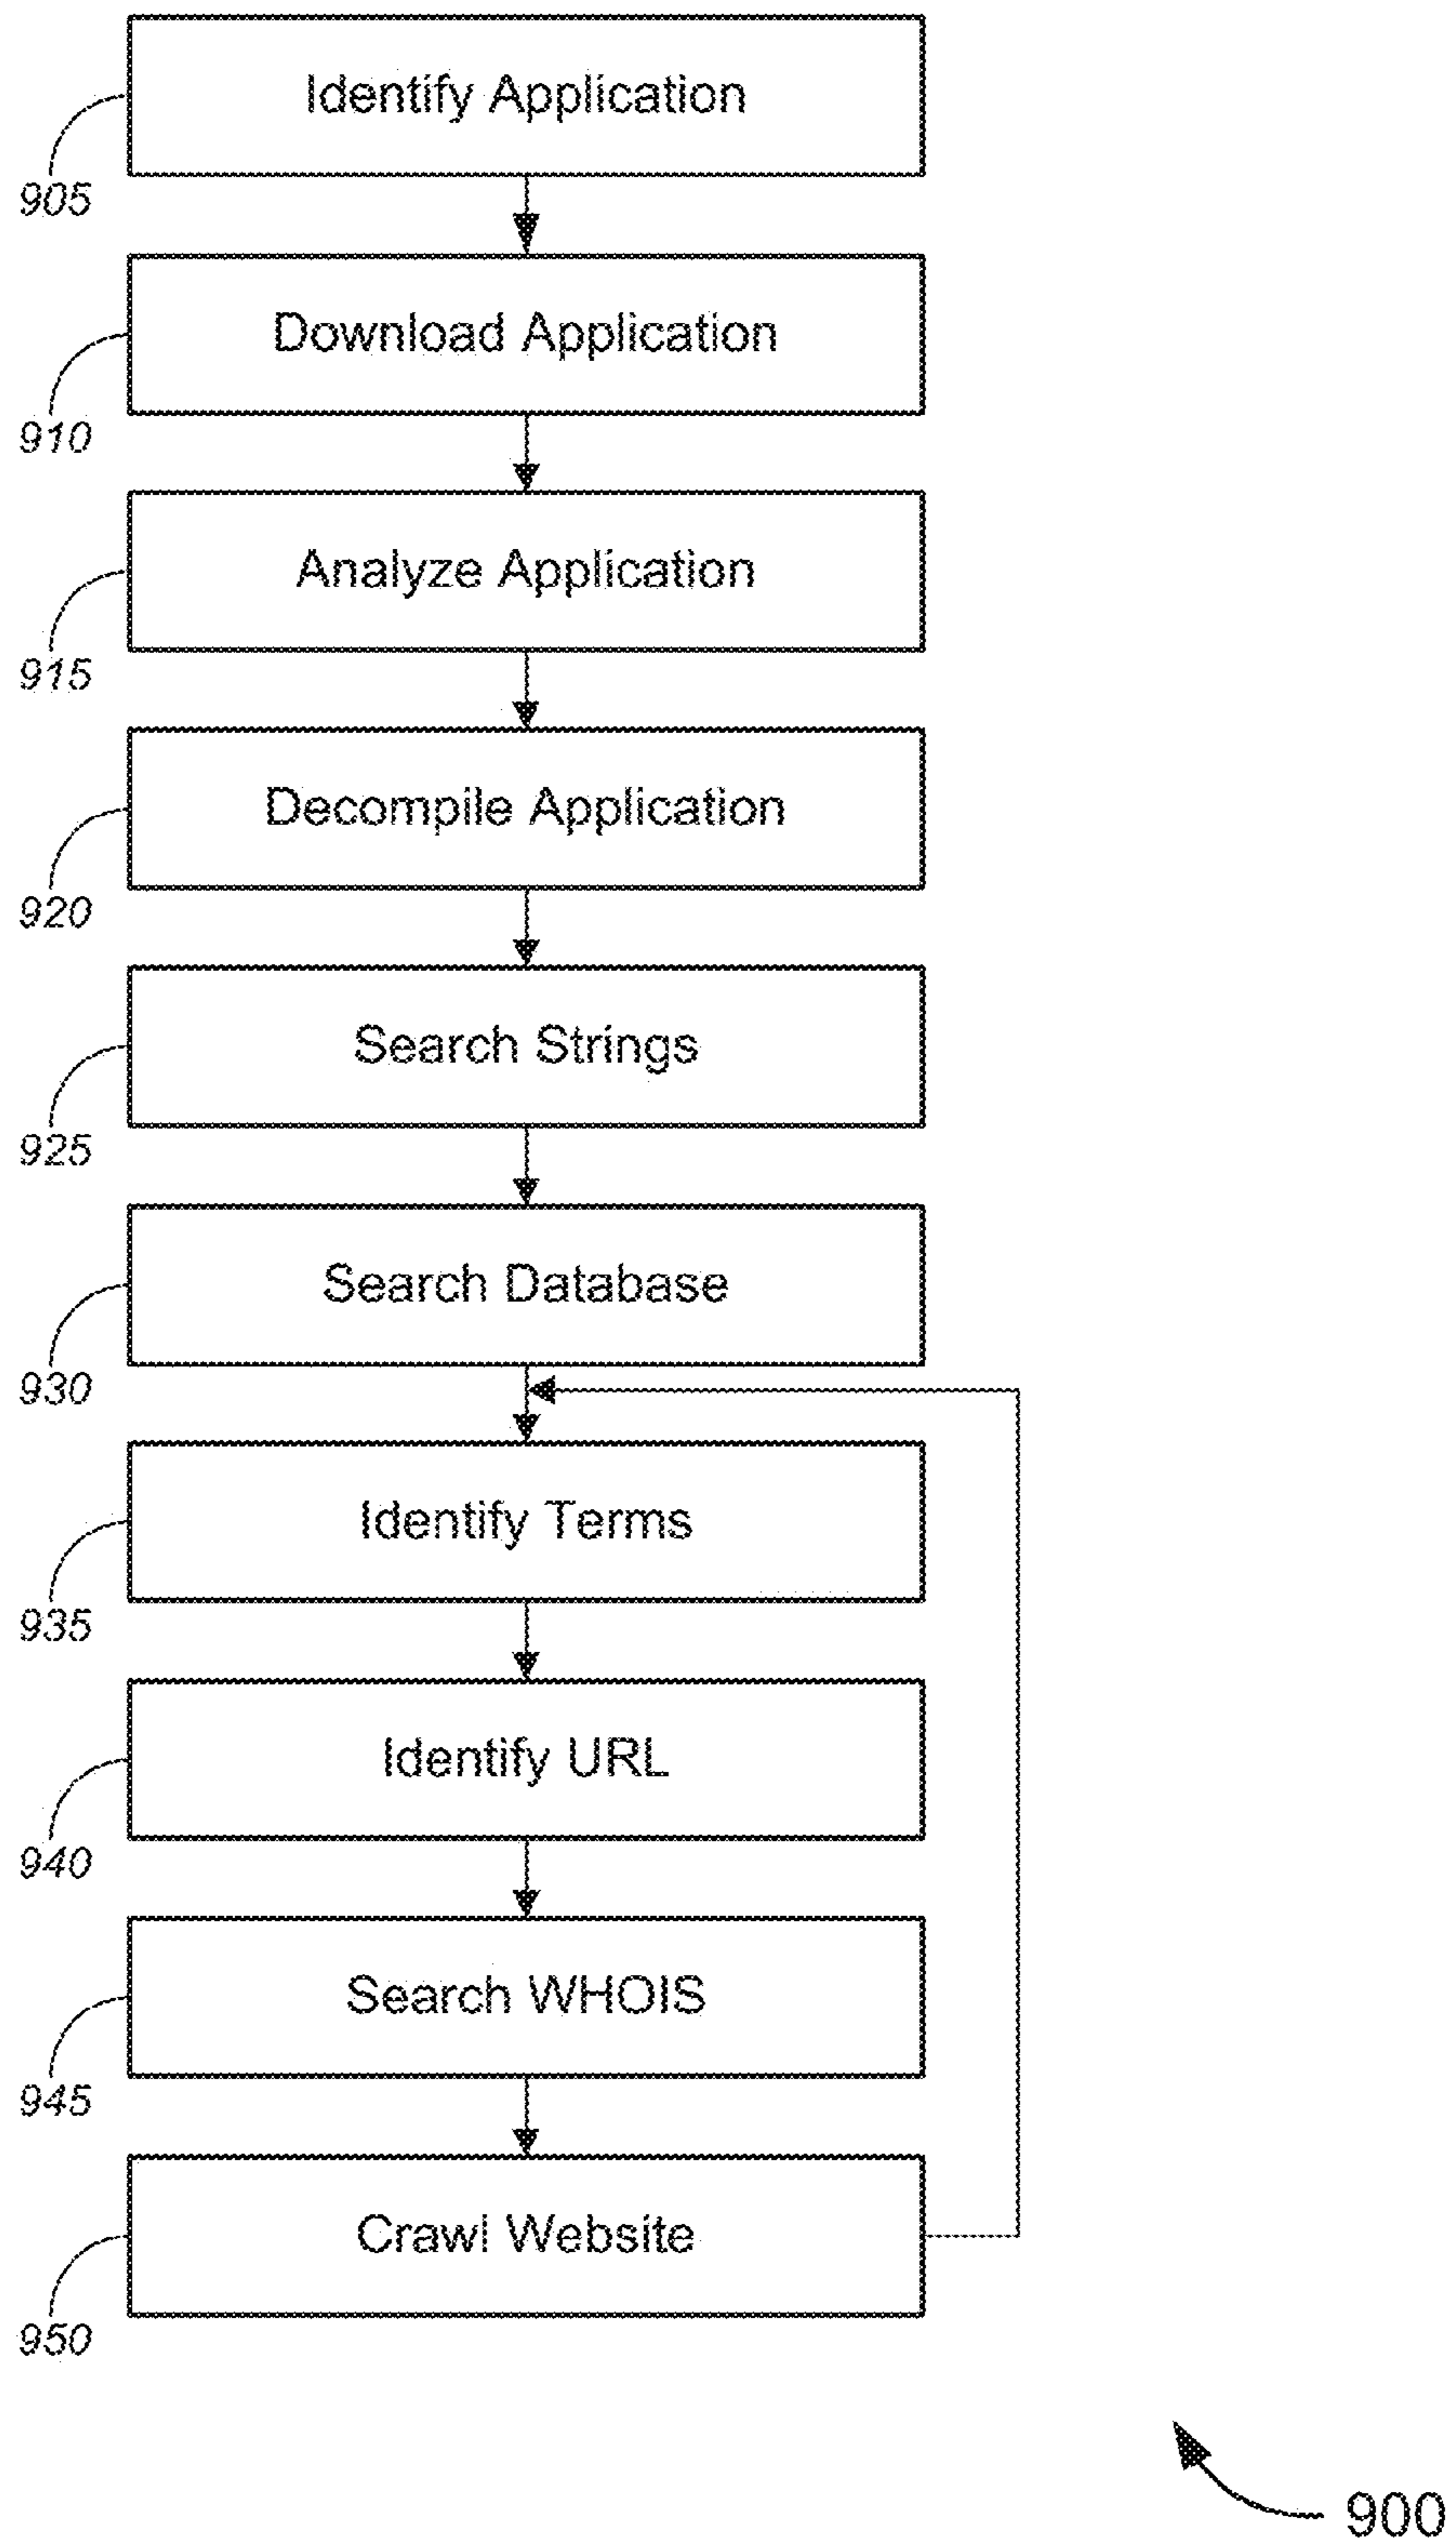 Identify Application
905
Download Application
910
Analyze Application
915
Decompile Application
920
Search Strings
925
Search Database
930
Identify Terms
935
Identify URL
940
Search WHOIS
945
Crawl Website
950
900